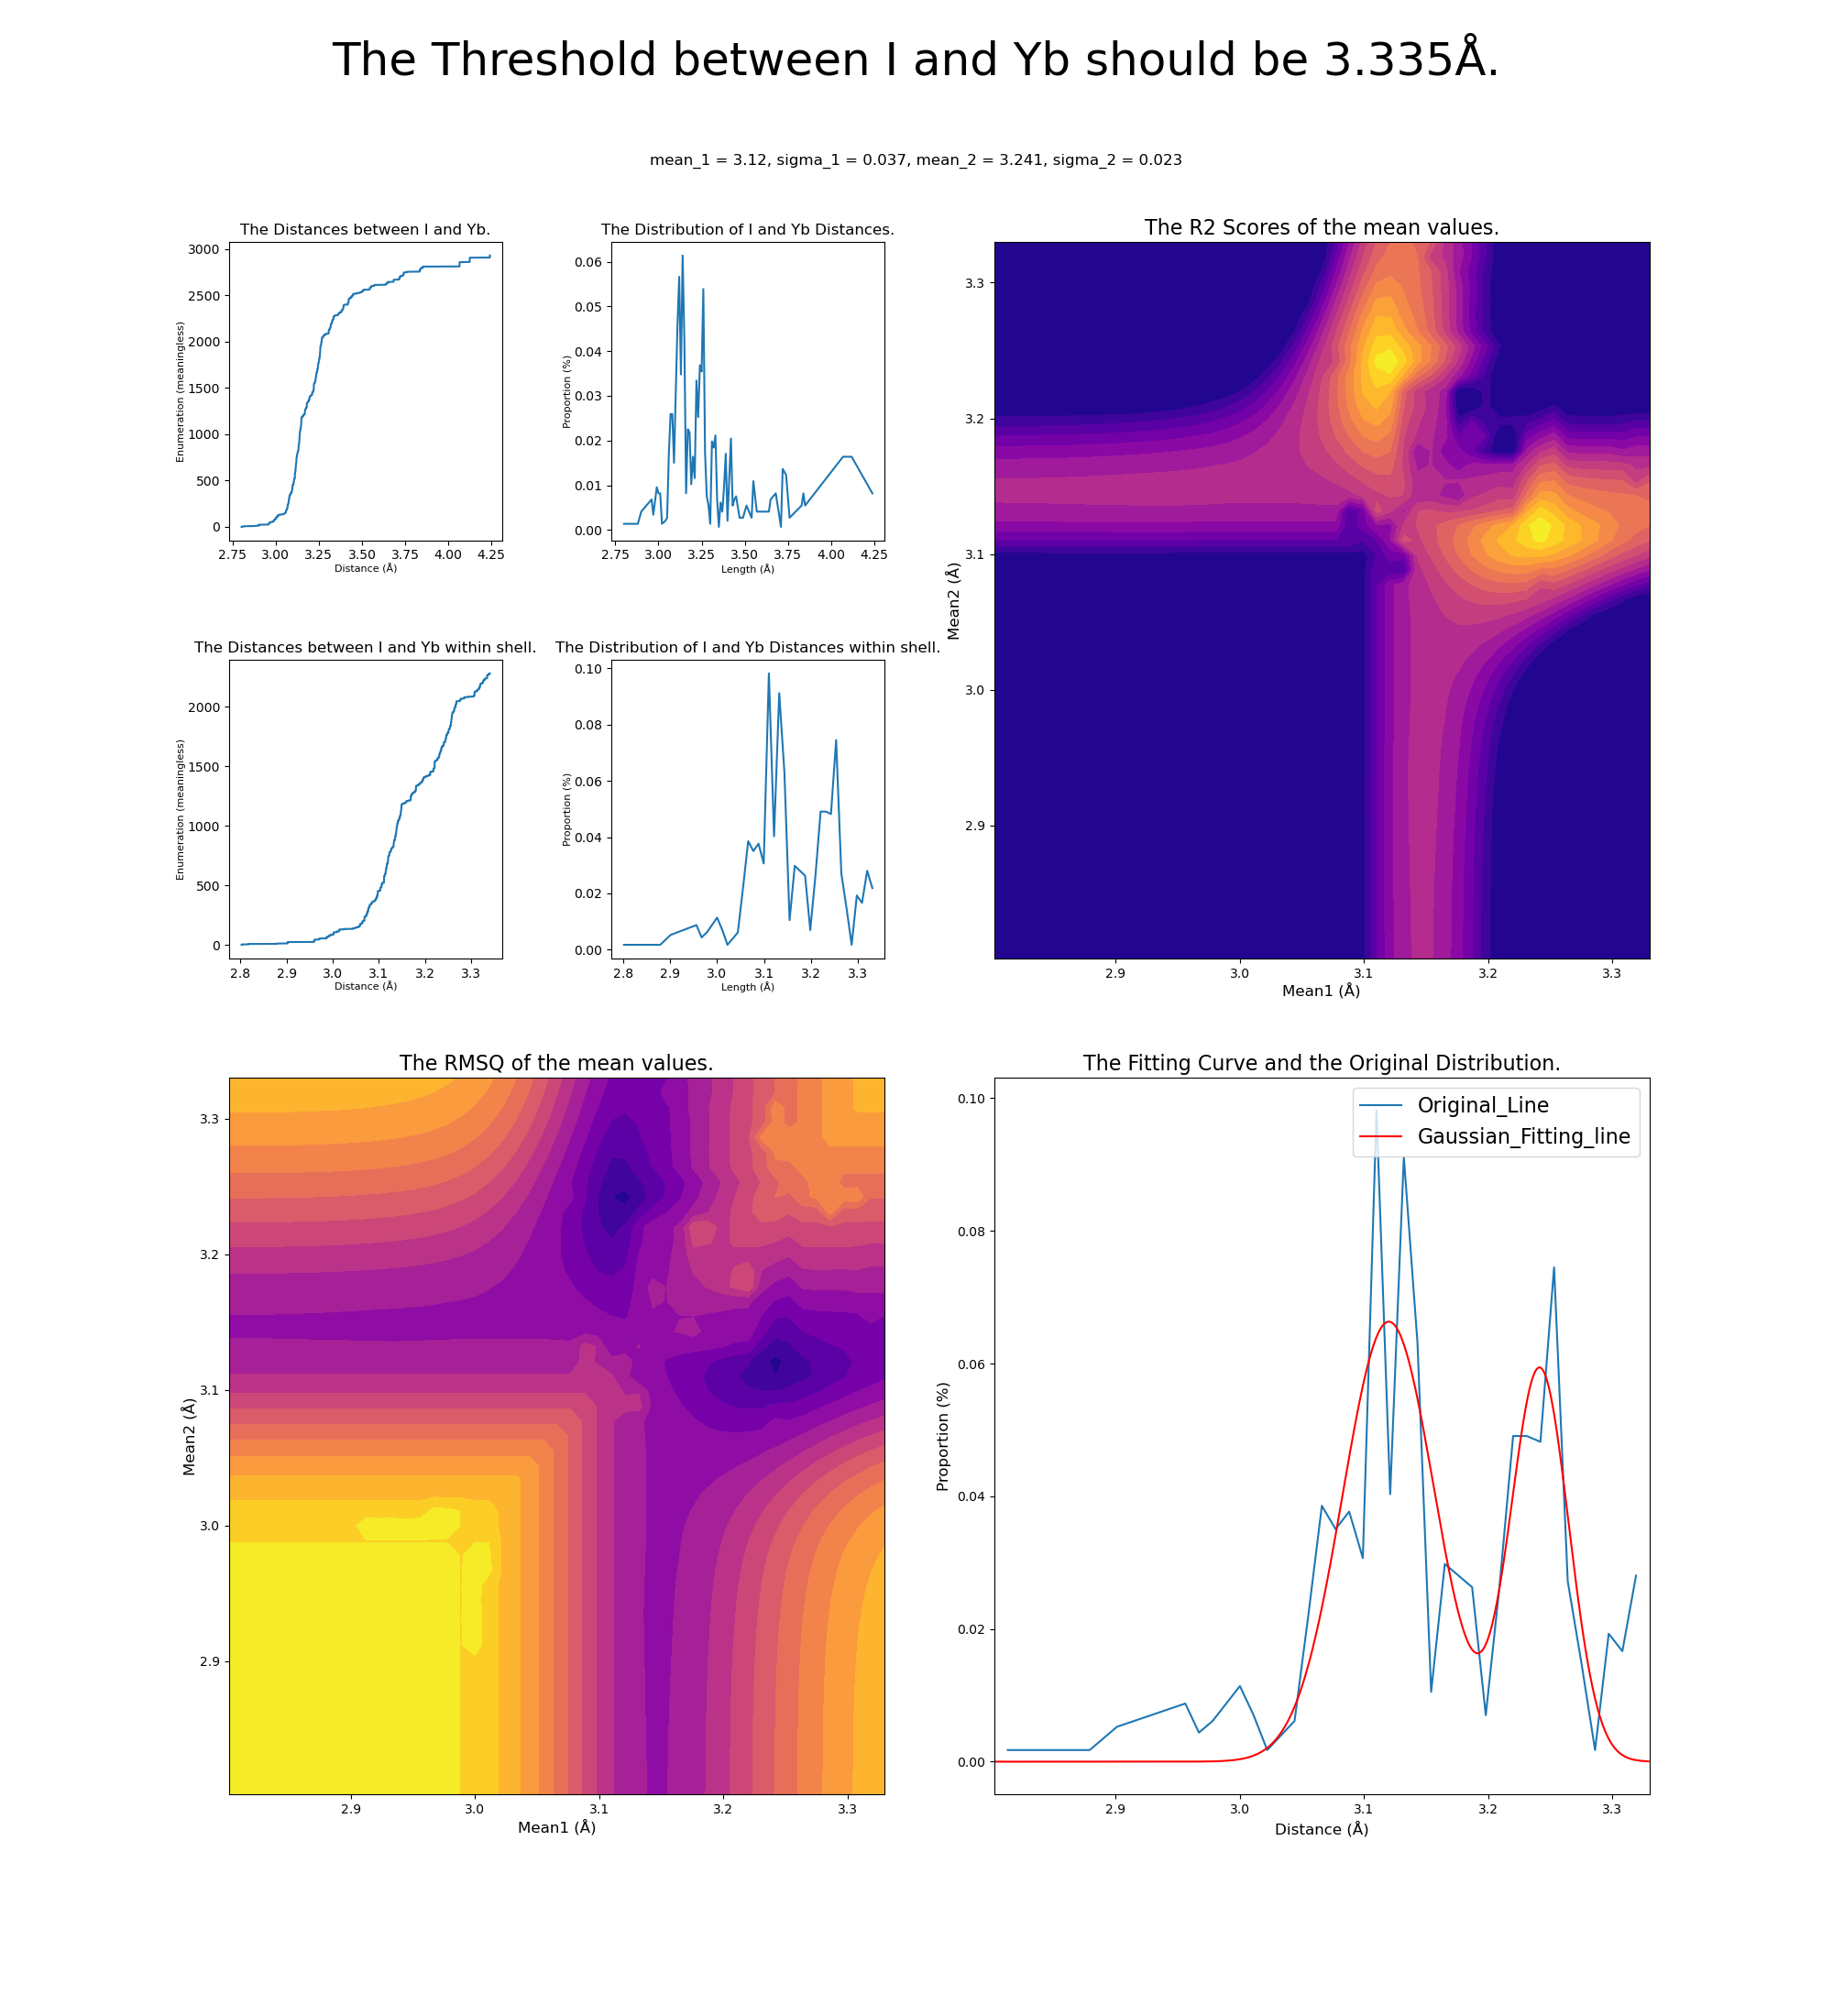 The Threshold between I and Yb should be 3.335Å.
mean_1 = 3.12, sigma_1 = 0.037, mean_2 = 3.241, sigma_2 = 0.023
The Distances between I and Yb.
Enumeration (meaningless)
3000
2500
2000
1500
1000
500
0
2.75 3.00 3.25 3.50 3.75 4.00 4.25
Distance (Å)
The Distribution of I and Yb Distances.
Proportion (%)
0.06
0.05
0.04
0.03
0.02
0.01
0.00
2.75 3.00 3.25 3.50 3.75 4.00 4.25
Length (Å)
The R2 Scores of the mean values.
Mean2 (Å)
3.3
3.2
3.1
3.0
2.9
2.9 3.0 3.1 3.2 3.3
Mean1 (Å)
The Distances between I and Yb within shell.
Enumeration (meaningless)
2000
1500
1000
500
0
2.8 2.9 3.0 3.1 3.2 3.3
Distance (Å)
The Distribution of I and Yb Distances within shell.
Proportion (%)
0.10
0.08
0.06
0.04
0.02
0.00
2.8 2.9 3.0 3.1 3.2 3.3
Length (Å)
The RMSQ of the mean values.
Mean2 (Å)
3.3
3.2
3.1
3.0
2.9
2.9 3.0 3.1 3.2 3.3
Mean1 (Å)
The Fitting Curve and the Original Distribution.
Original_Line
Gaussian_Fitting_line
Proportion (%)
0.10
0.08
0.06
0.04
0.02
0.00
2.9 3.0 3.1 3.2 3.3
Distance (Å)